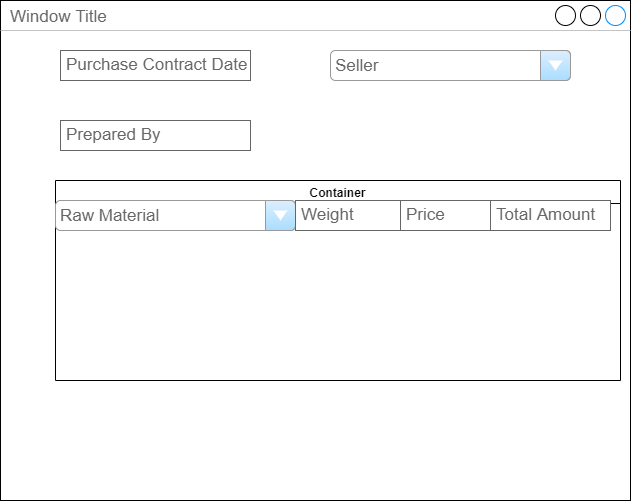 Window Title
Purchase Contract Date
Seller
Prepared By
Container
Raw Material
Weight
Price
Total Amount